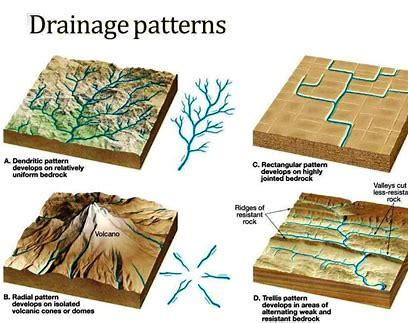 Drainage patterns
A. Dendritic pattern
develops on relatively
uniform bedrock
C. Rectangular pattern
develops on highly
jointed bedrock
Volcano
B. Radial pattern
develops on isolated
volcanic cones or domes
Valleys cut
less-resista
rock
Ridges of
resistant
rock
D. Trellis pattern
develops in areas of
alternating weak and
resistant bedrock